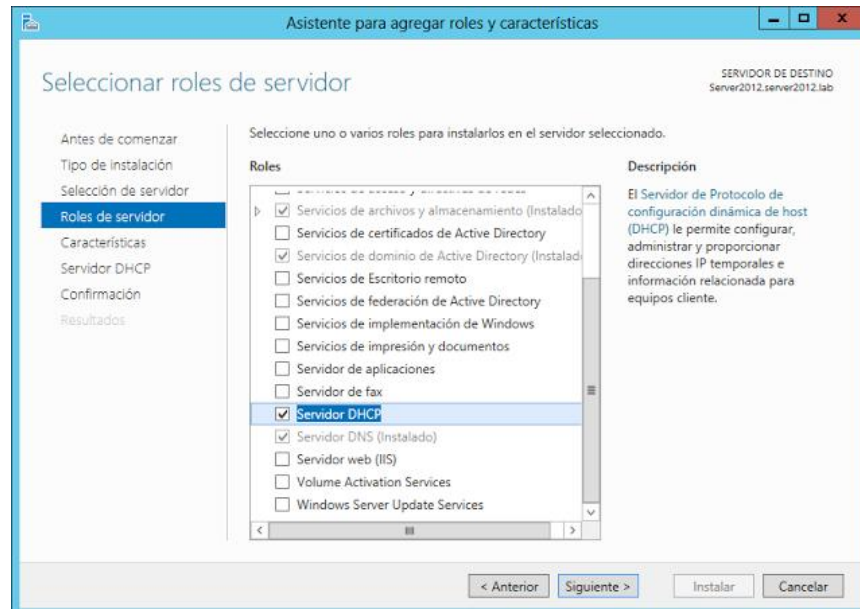 Asistente para agregar roles y características
Seleccionar roles de servidor
SERVIDOR DE DESTINO
Server2012.server2012.lab
Antes de comenzar
Tipo de instalación
Selección de servidor
Roles de servidor
Características
Servidor DHCP
Confirmación
Resultados
Seleccione uno o varios roles para instalarlos en el servidor seleccionado.
Roles
Servicios de archivos y almacenamiento (Instalado
Servicios de certificados de Active Directory
Servicios de dominio de Active Directory (Instalad
Servicios de Escritorio remoto
Servicios de federación de Active Directory
Servicios de implementación de Windows
Servicios de impresión y documentos
Servidor de aplicaciones
Servidor de fax
Servidor DHCP
Servidor DNS (Instalado)
Servidor web (IIS)
Volume Activation Services
Windows Server Update Services
Descripción
El Servidor de Protocolo de
configuración dinámica de host
(DHCP) le permite configurar,
administrar y proporcionar
direcciones IP temporales e
información relacionada para
equipos cliente.
< Anterior
Siguiente >
Instalar
Cancelar